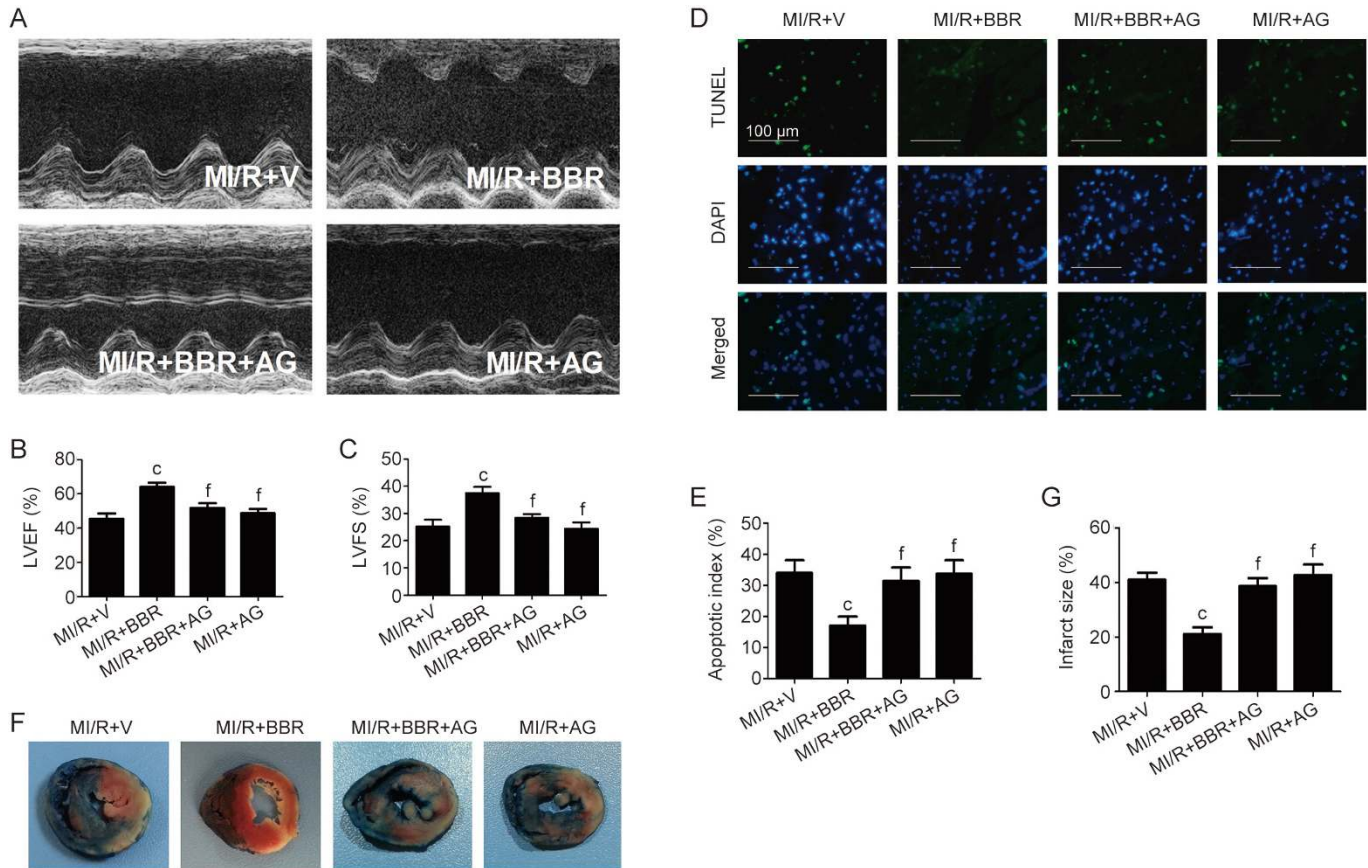 A
MI/R+V
MI/R+BBR
MI/R+BBR+AG
MI/R+AG
B
LVEF (%)
80
60
40
20
0
c
f
f
MI/R+V
MI/R+BBR
MI/R+BBR+AG
MI/R+AG
C
LVFS (%)
50
40
30
20
10
0
c
f
f
MI/R+V
MI/R+BBR
MI/R+BBR+AG
MI/R+AG
D
MI/R+V MI/R+BBR MI/R+BBR+AG MI/R+AG
TUNEL
100 µm
DAPI
Merged
E
Apoptotic index (%)
50
40
30
20
10
0
c
f
f
MI/R+V
MI/R+BBR
MI/R+BBR+AG
MI/R+AG
G
Infarct size (%)
60
40
20
0
c
f
f
MI/R+V
MI/R+BBR
MI/R+BBR+AG
MI/R+AG
F
MI/R+V MI/R+BBR MI/R+BBR+AG MI/R+AG